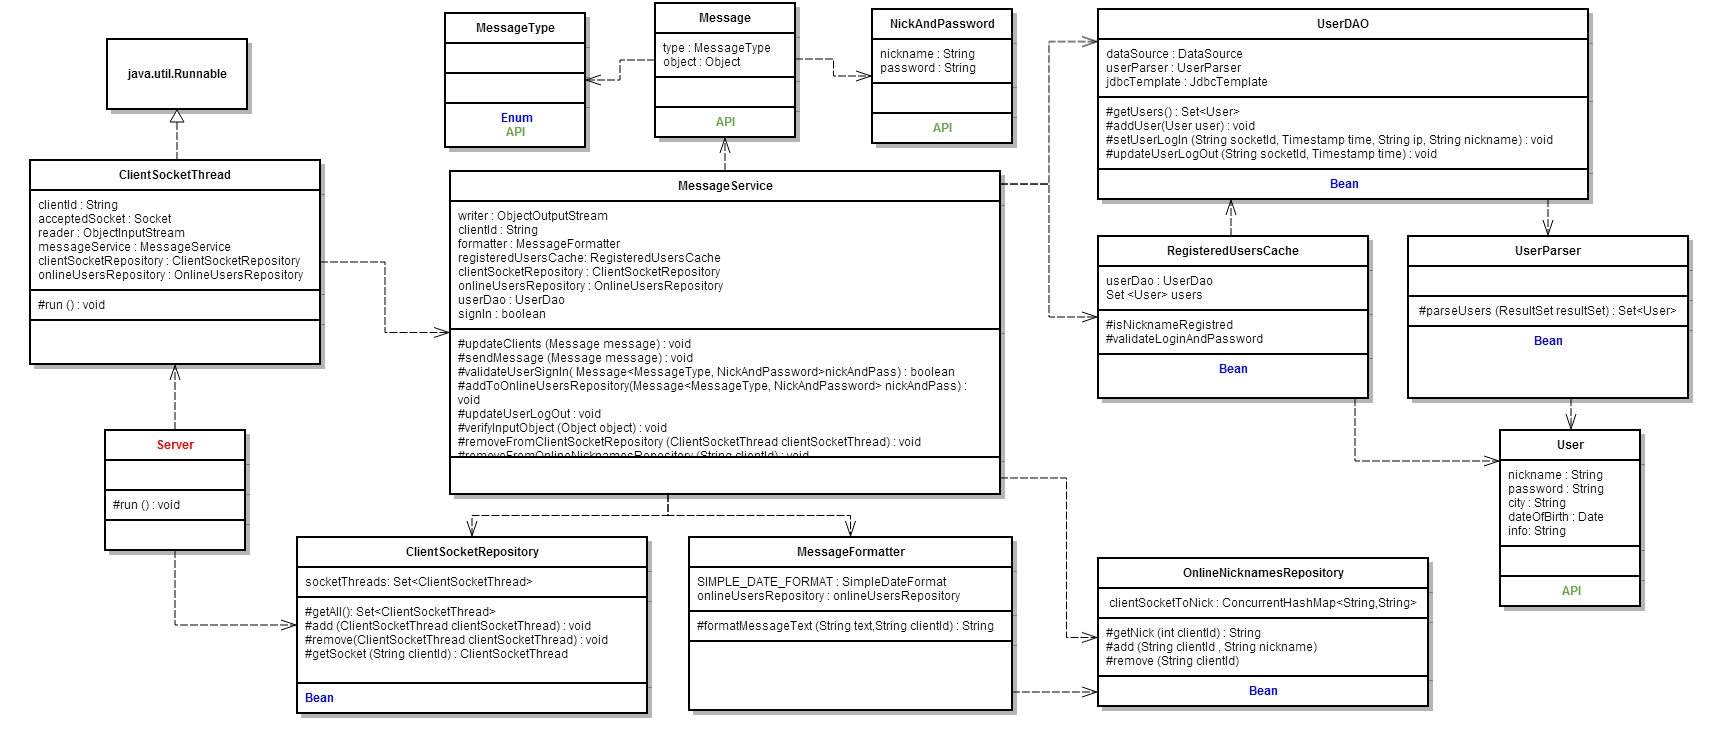 java.util.Runnable
ClientSocketThread
clientId : String
acceptedSocket : Socket
reader : ObjectInputStream
messageService : MessageService
clientSocketRepository : ClientSocketRepository
onlineUsersRepository : OnlineUsersRepository
#run () : void
Server
#run () : void
MessageType
Enum
API
Message
type : MessageType
object : Object
API
NickAndPassword
nickname : String
password : String
API
MessageService
writer : ObjectOutputStream
clientId : String
formatter : MessageFormatter
registeredUsersCache: RegisteredUsersCache
clientSocketRepository : ClientSocketRepository
onlineUsersRepository : OnlineUsersRepository
userDao : UserDao
signIn : boolean
#updateClients (Message message) : void
#sendMessage (Message message) : void
#validateUserSignIn( Message<MessageType, NickAndPassword>nickAndPass) : boolean
#addToOnlineUsersRepository(Message<MessageType, NickAndPassword> nickAndPass) :
void
#updateUserLogOut : void
#verifyInputObject (Object object) : void
#removeFromClientSocketRepository (ClientSocketThread clientSocketThread) : void
#removeFromOnlineNicknamesRepository (String clientId) : void
ClientSocketRepository
socketThreads: Set<ClientSocketThread>
#getAll(): Set<ClientSocketThread>
#add (ClientSocketThread clientSocketThread) : void
#remove(ClientSocketThread clientSocketThread) : void
#getSocket (String clientId) : ClientSocketThread
Bean
MessageFormatter
SIMPLE_DATE_FORMAT : SimpleDateFormat
onlineUsersRepository : onlineUsersRepository
#formatMessageText (String text,String clientId) : String
UserDAO
dataSource : DataSource
userParser : UserParser
jdbcTemplate : JdbcTemplate
#getUsers() : Set<User>
#addUser(User user) : void
#setUserLogIn (String socketId, Timestamp time, String ip, String nickname) : void
#updateUserLogOut (String socketId, Timestamp time) : void
Bean
RegisteredUsersCache
userDao : UserDao
Set <User> users
#isNicknameRegistred
#validateLoginAndPassword
Bean
UserParser
#parseUsers (ResultSet resultSet) : Set<User>
Bean
User
nickname : String
password : String
city : String
dateOfBirth : Date
info: String
API
OnlineNicknamesRepository
clientSocketToNick : ConcurrentHashMap<String,String>
#getNick (int clientId) : String
#add (String clientId , String nickname)
#remove (String clientId)
Bean